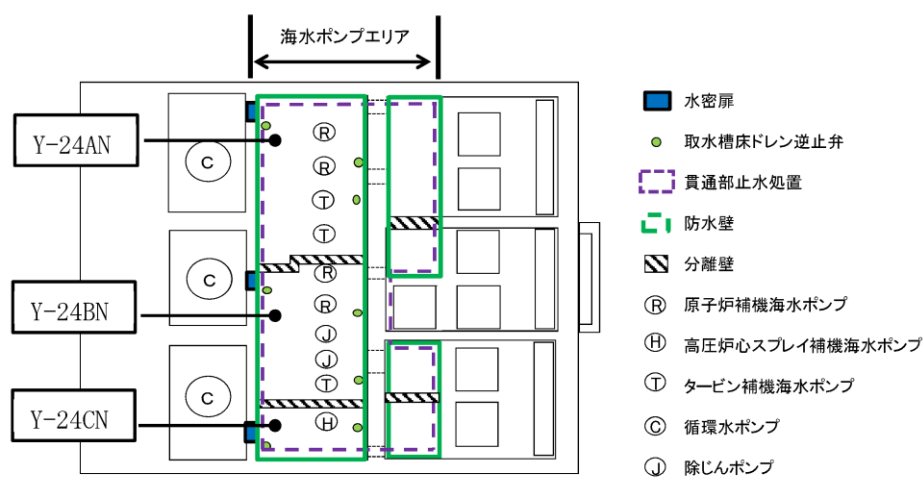 海水ポンプエリア
Y-24AN
Y-24BN
Y-24CN
C
C
C
R
R
T
T
R
R
J
J
T
H
水密扉
取水槽床ドレン逆止弁
貫通部止水処置
防水壁
分離壁
R 原子炉補機海水ポンプ
H 高圧炉心スプレイ補機海水ポンプ
T タービン補機海水ポンプ
C 循環水ポンプ
J 除じんポンプ